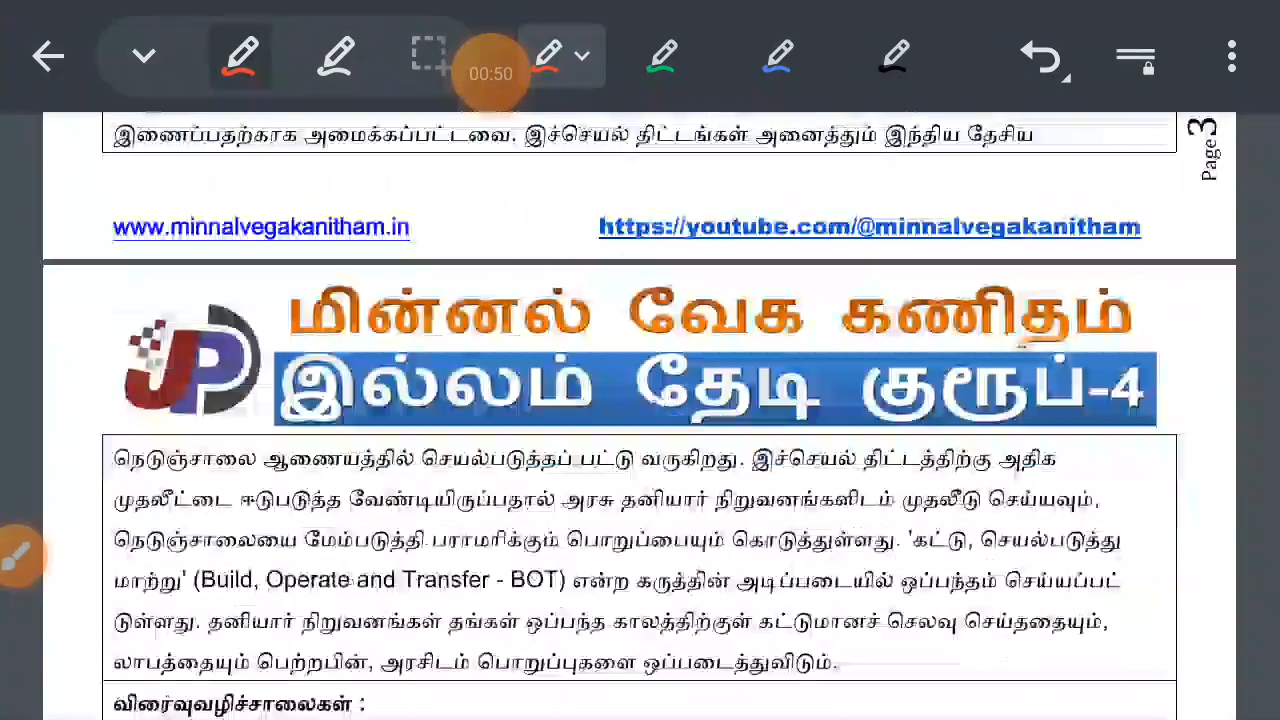 00:50
இணைப்பதற்காக அமைக்கப்பட்டவை. இச்செயல் திட்டங்கள் அனைத்தும் இந்திய தேசிய
Page 3
www.minnalvegakanitham.in https://youtube.com/@minnalvegakanitham
மின்னல் வேக கணிதம்
JP இல்லம் தேடி குரூப்-4
நெடுஞ்சாலை ஆணையத்தில் செயல்படுத்தப்பட்டு வருகிறது. இச்செயல் திட்டத்திற்கு அதிக
முதலீட்டை ஈடுபடுத்த வேண்டியிருப்பதால் அரசு தனியார் நிறுவனங்களிடம் முதலீடு செய்யவும்,
நெடுஞ்சாலையை மேம்படுத்தி பராமரிக்கும் பொறுப்பையும் கொடுத்துள்ளது. 'கட்டு, செயல்படுத்து
மாற்று' (Build, Operate and Transfer - BOT) என்ற கருத்தின் அடிப்படையில் ஒப்பந்தம் செய்யப்பட்
டுள்ளது. தனியார் நிறுவனங்கள் தங்கள் ஒப்பந்த காலத்திற்குள் கட்டுமானச் செலவு செய்ததையும்,
லாபத்தையும் பெற்றபின், அரசிடம் பொறுப்புகளை ஒப்படைத்துவிடும்.
விரைவுவழிச்சாலைகள் :